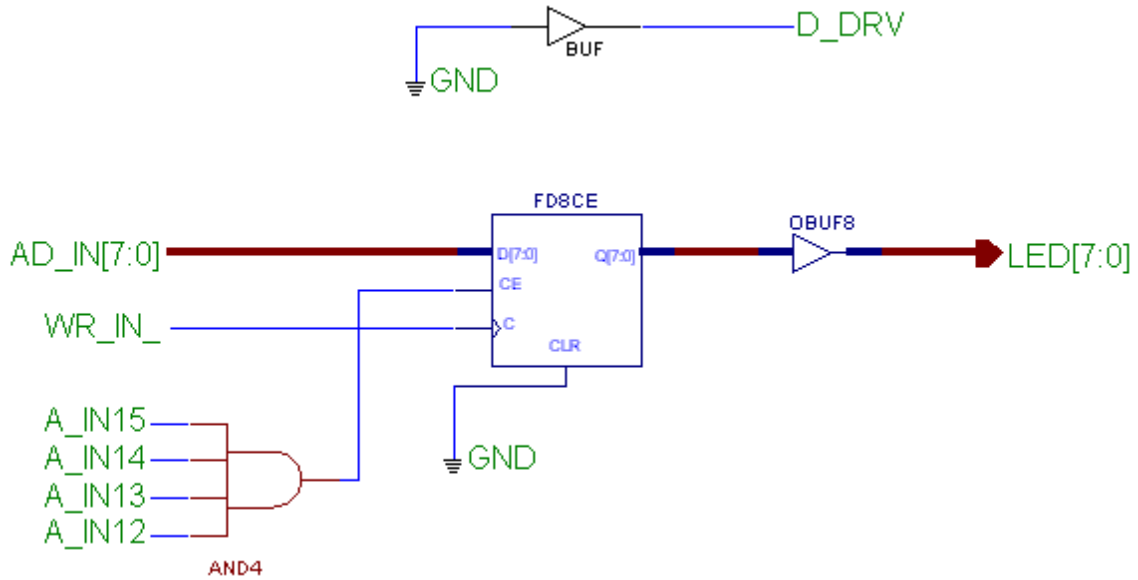 D_DRV
BUF
GND
FD8CE
OBUF8
AD_IN[7:0]
D[7:0]
Q[7:0]
LED[7:0]
CE
WR_IN_
C
CLR
A_IN15
A_IN14
GND
A_IN13
A_IN12
AND4